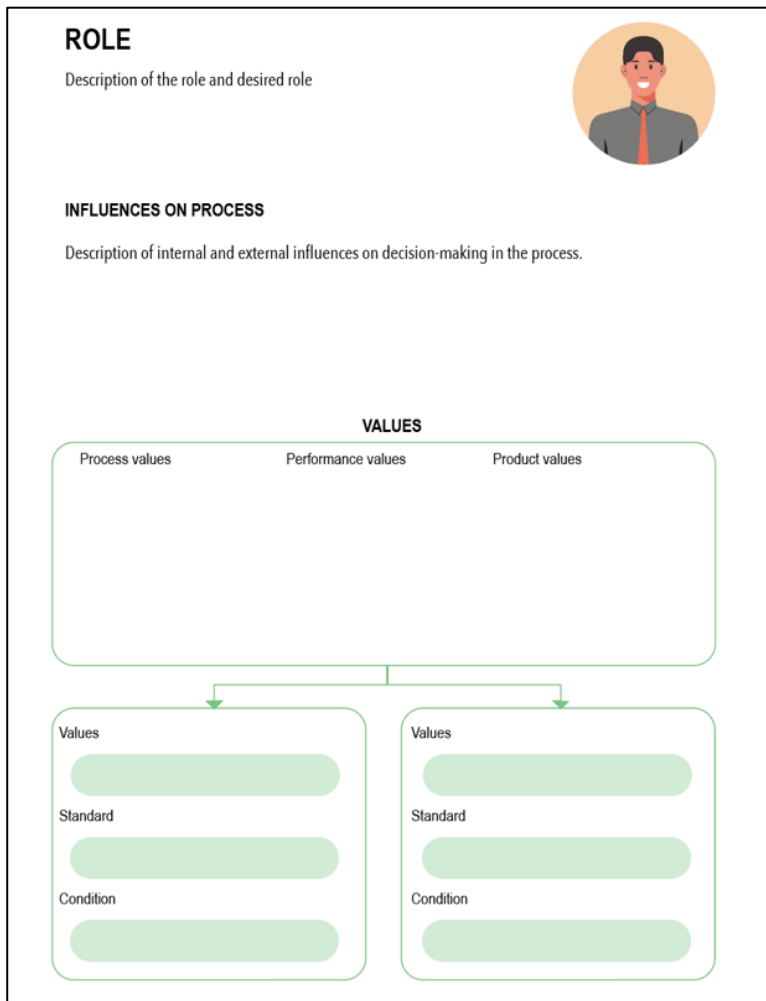 ROLE
Description of the role and desired role
INFLUENCES ON PROCESS
Description of internal and external influences on decision-making in the process.
VALUES
Process values Performance values Product values
Values
Standard
Condition
Values
Standard
Condition